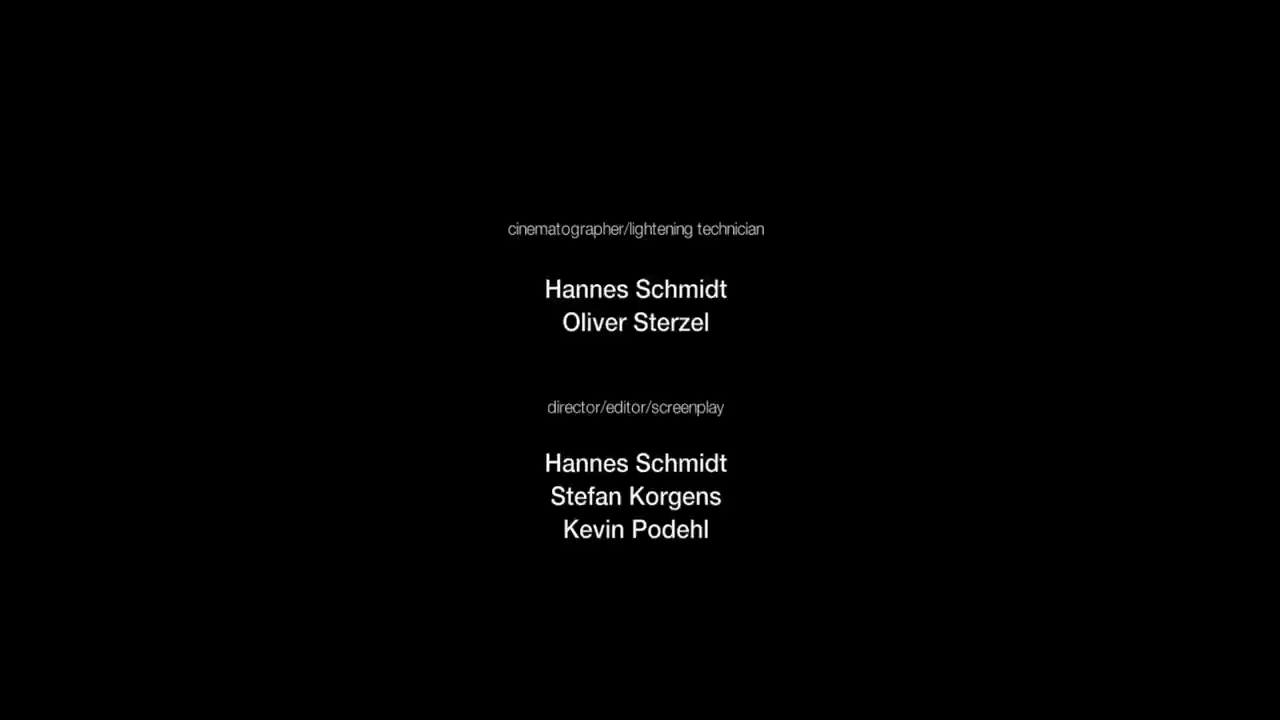 cinematographer/lightening technician
Hannes Schmidt
Oliver Sterzel
director/editor/screenplay
Hannes Schmidt
Stefan Korgens
Kevin Podehl